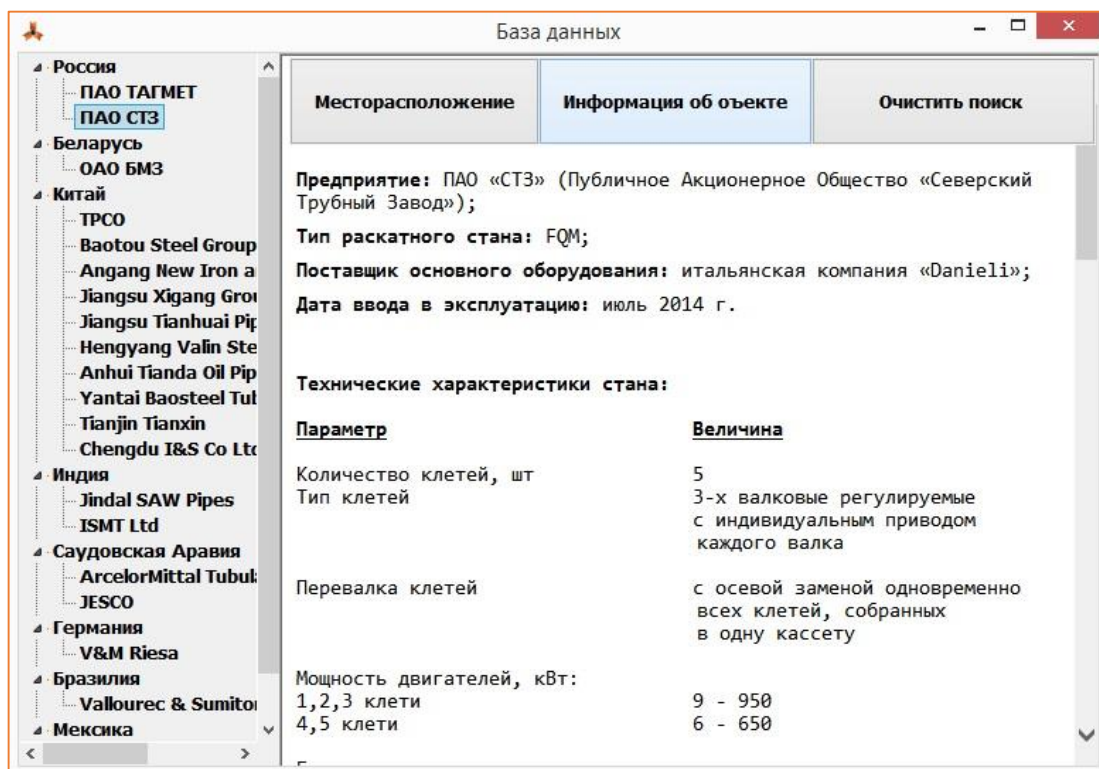 База данных
Россия
ПАО ТАГМЕТ
ПАО СТЗ
Беларусь
ОАО БМЗ
Китай
TPCO
Baotou Steel Group
Angang New Iron a
Jiangsu Xigang Grou
Jiangsu Tianhuai Pip
Hengyang Valin Ste
Anhui Tianda Oil Pip
Yantai Baosteel Tub
Tianjin Tianxin
Chengdu I&S Co Ltd
Индия
Jindal SAW Pipes
ISMT Ltd
Саудовская Аравия
ArcelorMittal Tubula
JESCO
Германия
V&M Riesa
Бразилия
Vallourec & Sumitor
Мексика
Месторасположение
Информация об оъекте
Очистить поиск
Предприятие: ПАО «СТЗ» (Публичное Акционерное Общество «Северский
Трубный Завод»);
Тип раскатного стана: FQM;
Поставщик основного оборудования: итальянская компания «Danieli»;
Дата ввода в эксплуатацию: июль 2014 г.
Технические характеристики стана:
Параметр Величина
Количество клетей, шт 5
Тип клетей 3-х валковые регулируемые
с индивидуальным приводом
каждого валка
Перевалка клетей с осевой заменой одновременно
всех клетей, собранных
в одну кассету
Мощность двигателей, кВт:
1,2,3 клети 9 - 950
4,5 клети 6 - 650